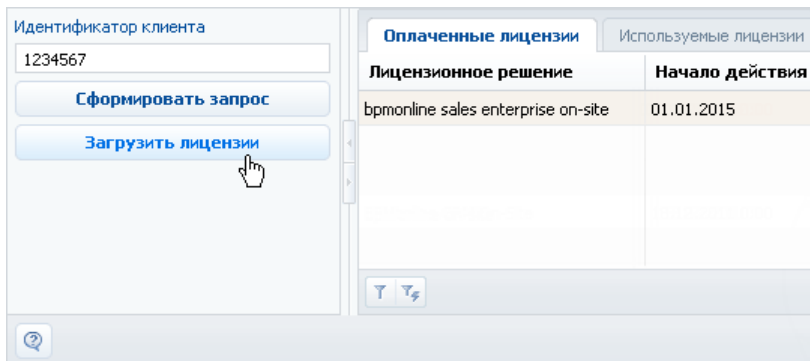 Идентификатор клиента
1234567
Сформировать запрос
Загрузить лицензии
Оплаченные лицензии
Используемые лицензии
Лицензионное решение
Начало действия
bpmonline sales enterprise on-site
01.01.2015